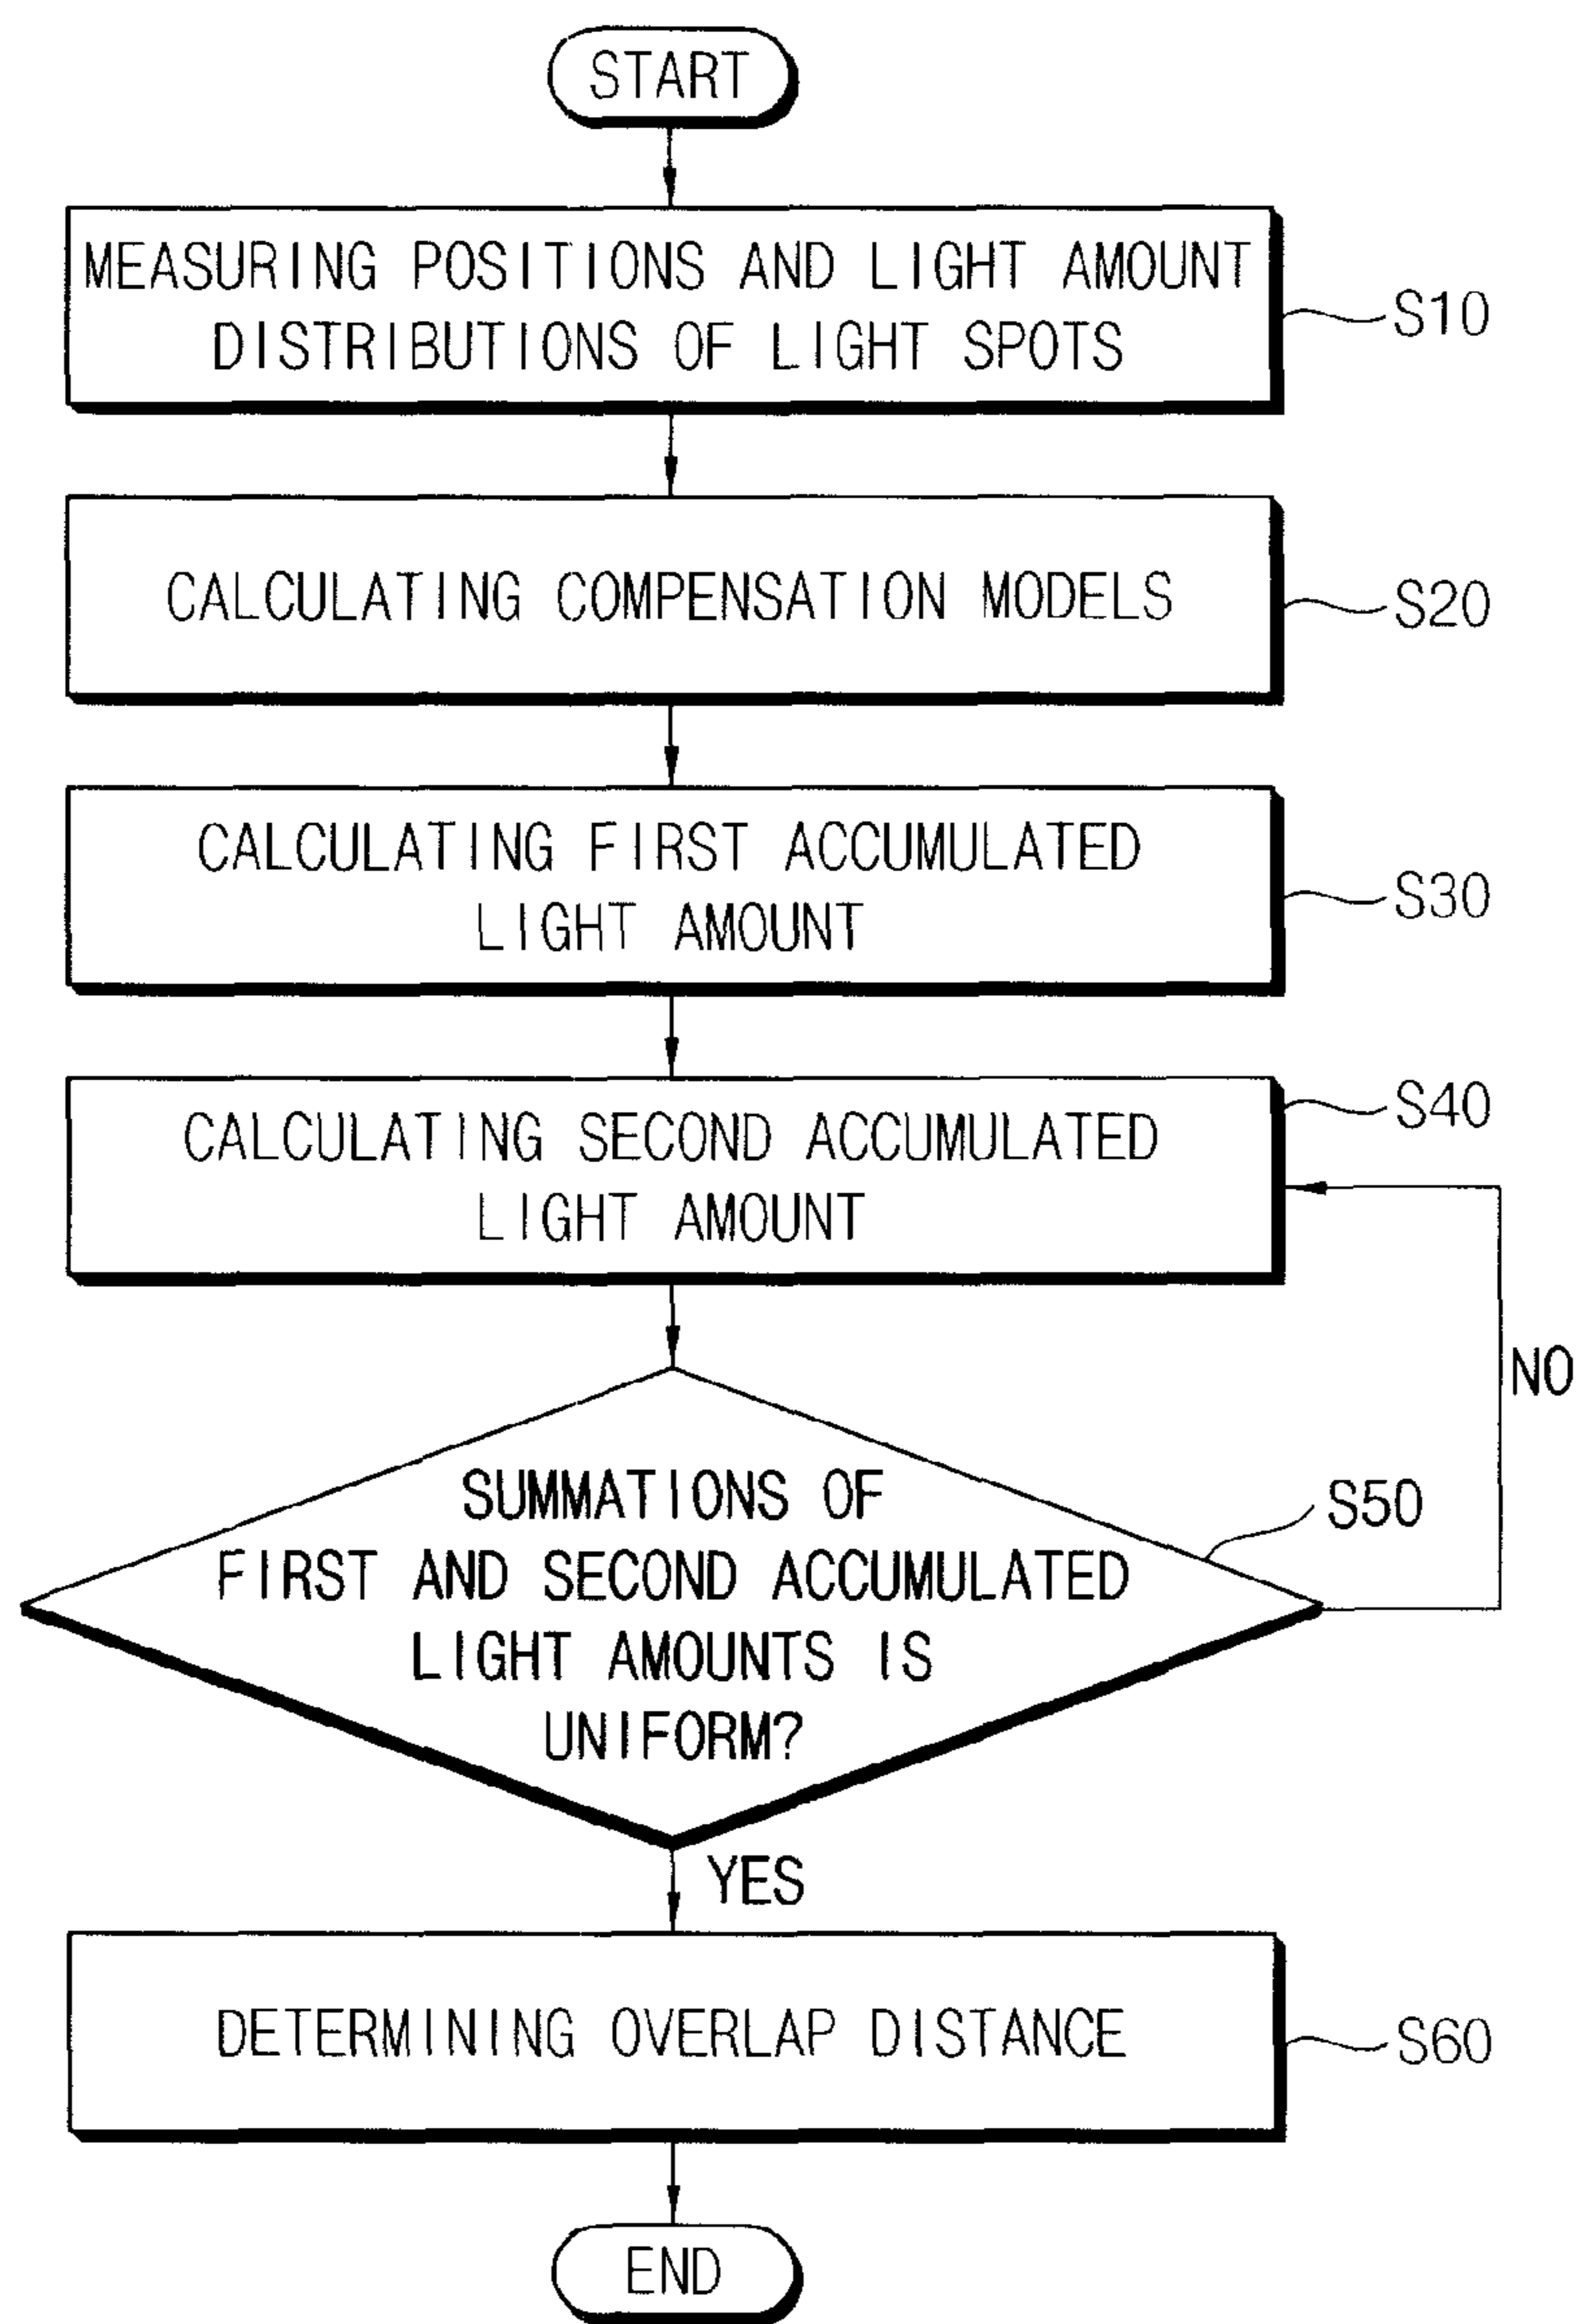 START
MEASURING POSITIONS AND LIGHT AMOUNT
DISTRIBUTIONS OF LIGHT SPOTS
S10
CALCULATING COMPENSATION MODELS
S20
CALCULATING FIRST ACCUMULATED
LIGHT AMOUNT
S30
CALCULATING SECOND ACCUMULATED
LIGHT AMOUNT
S40
NO
SUMMATIONS OF
FIRST AND SECOND ACCUMULATED
LIGHT AMOUNTS IS
UNIFORM?
S50
YES
DETERMINING OVERLAP DISTANCE
S60
END